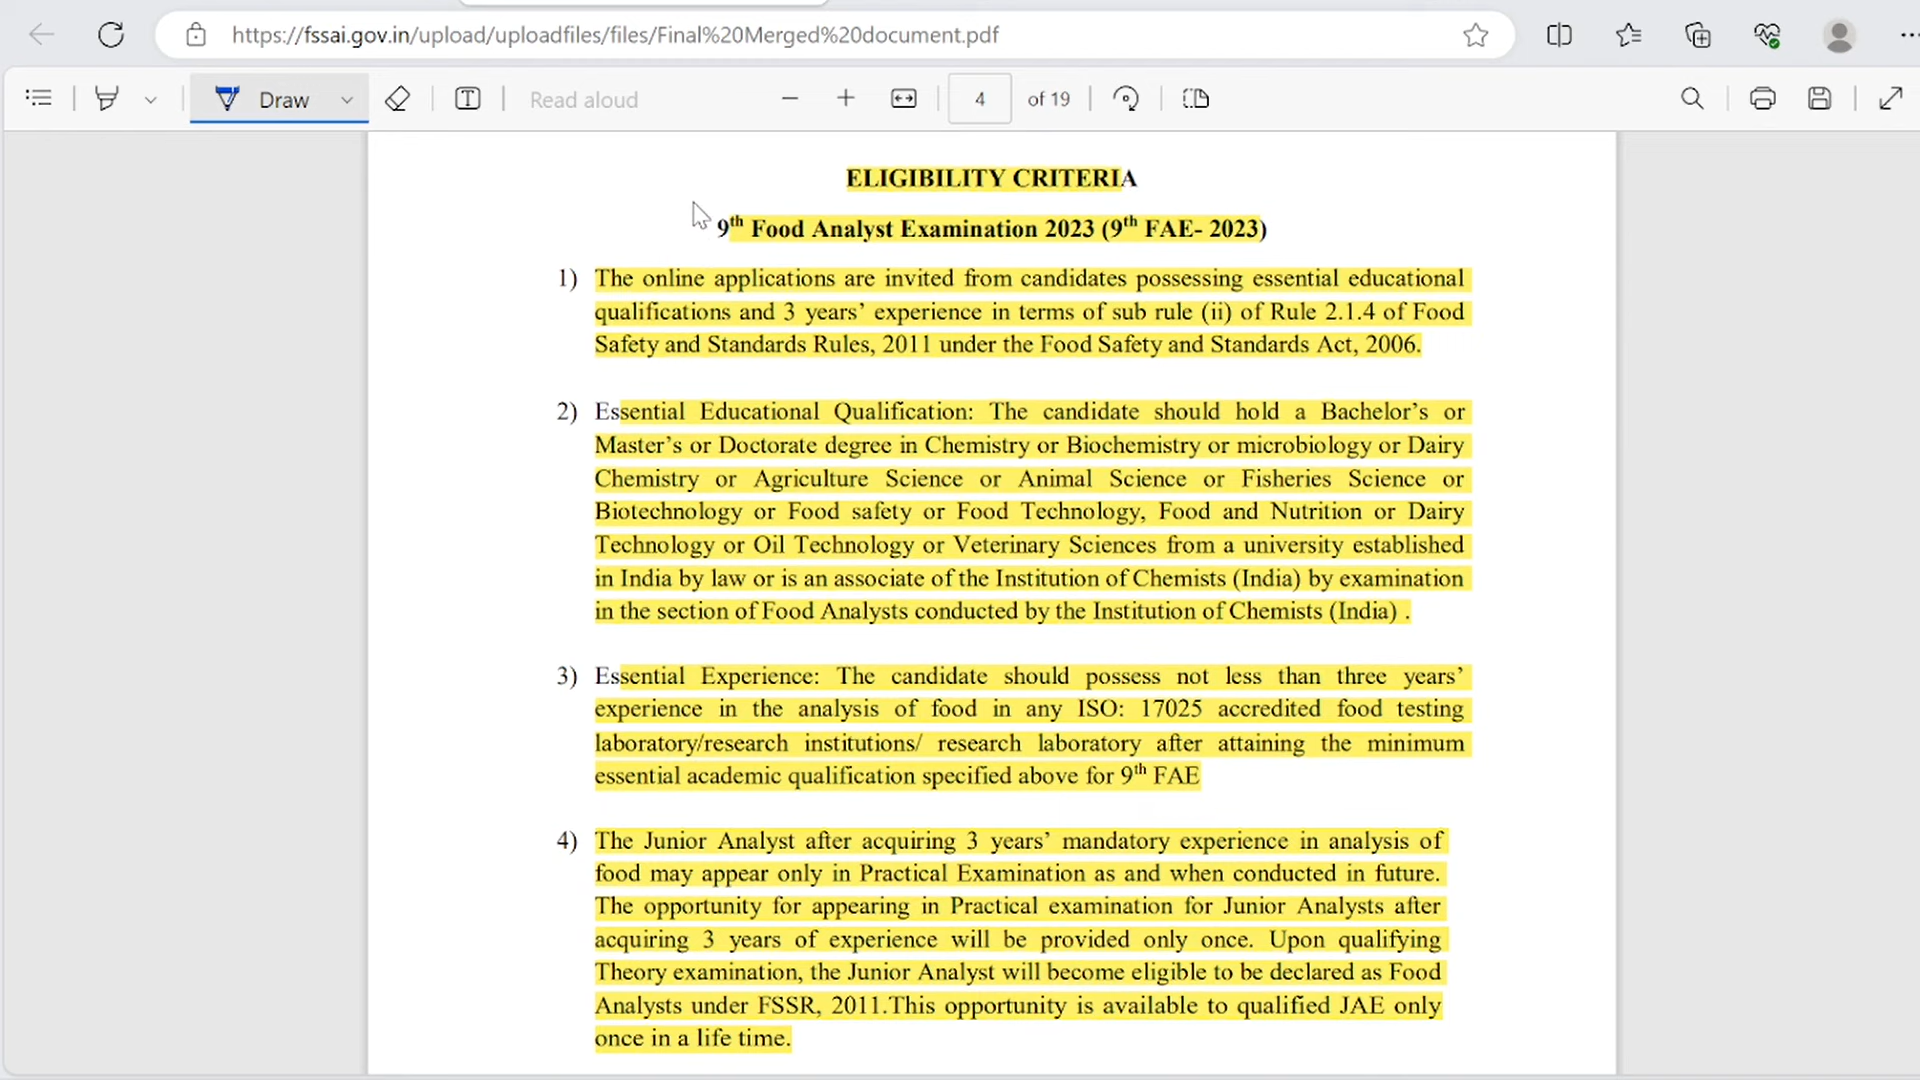 https://fssai.gov.in/upload/uploadfiles/files/Final%20Merged%20document.pdf
Draw
Read aloud
4
of 19
ELIGIBILITY CRITERIA
9th Food Analyst Examination 2023 (9th FAE- 2023)
1) The online applications are invited from candidates possessing essential educational
qualifications and 3 years’ experience in terms of sub rule (ii) of Rule 2.1.4 of Food
Safety and Standards Rules, 2011 under the Food Safety and Standards Act, 2006.
2) Essential Educational Qualification: The candidate should hold a Bachelor’s or
Master’s or Doctorate degree in Chemistry or Biochemistry or microbiology or Dairy
Chemistry or Agriculture Science or Animal Science or Fisheries Science or
Biotechnology or Food safety or Food Technology, Food and Nutrition or Dairy
Technology or Oil Technology or Veterinary Sciences from a university established
in India by law or is an associate of the Institution of Chemists (India) by examination
in the section of Food Analysts conducted by the Institution of Chemists (India) .
3) Essential Experience: The candidate should possess not less than three years’
experience in the analysis of food in any ISO: 17025 accredited food testing
laboratory/research institutions/ research laboratory after attaining the minimum
essential academic qualification specified above for 9th FAE
4) The Junior Analyst after acquiring 3 years’ mandatory experience in analysis of
food may appear only in Practical Examination as and when conducted in future.
The opportunity for appearing in Practical examination for Junior Analysts after
acquiring 3 years of experience will be provided only once. Upon qualifying
Theory examination, the Junior Analyst will become eligible to be declared as Food
Analysts under FSSR, 2011.This opportunity is available to qualified JAE only
once in a life time.